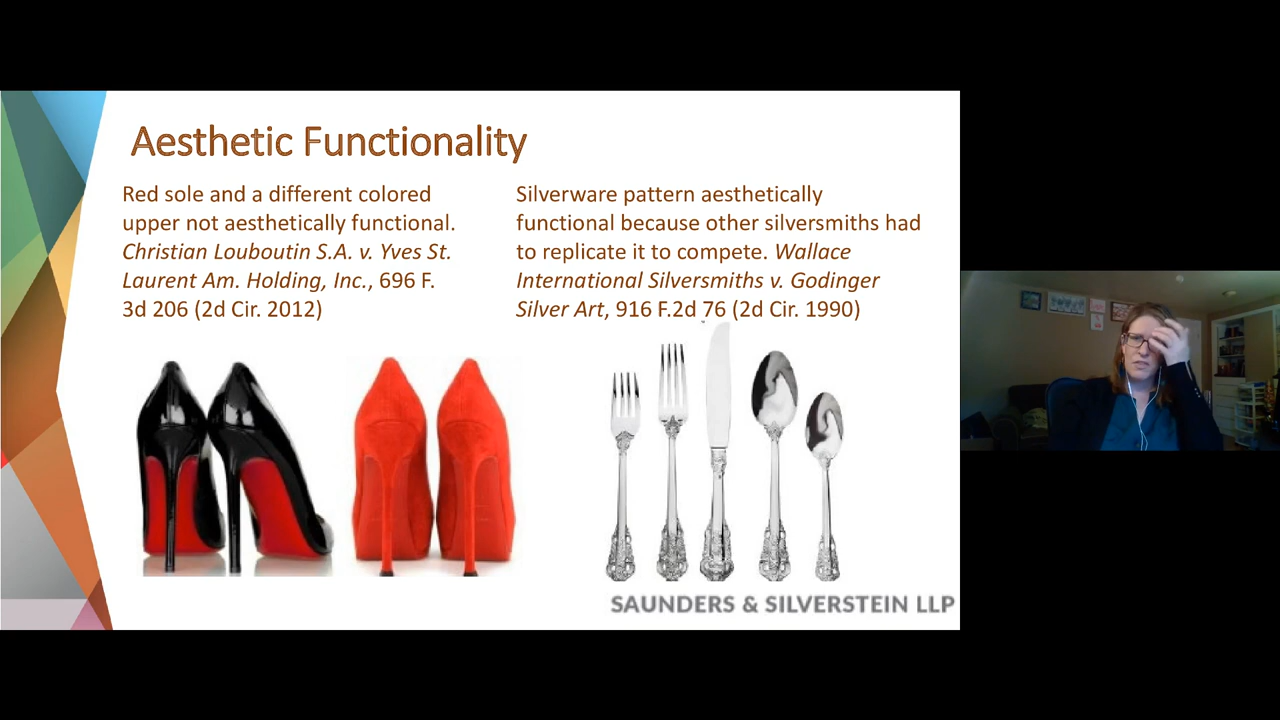 Aesthetic Functionality
Red sole and a different colored
upper not aesthetically functional.
Christian Louboutin S.A. v. Yves St.
Laurent Am. Holding, Inc., 696 F.
3d 206 (2d Cir. 2012)
Silverware pattern aesthetically
functional because other silversmiths had
to replicate it to compete. Wallace
International Silversmiths v. Godinger
Silver Art, 916 F.2d 76 (2d Cir. 1990)
SAUNDERS & SILVERSTEIN LLP